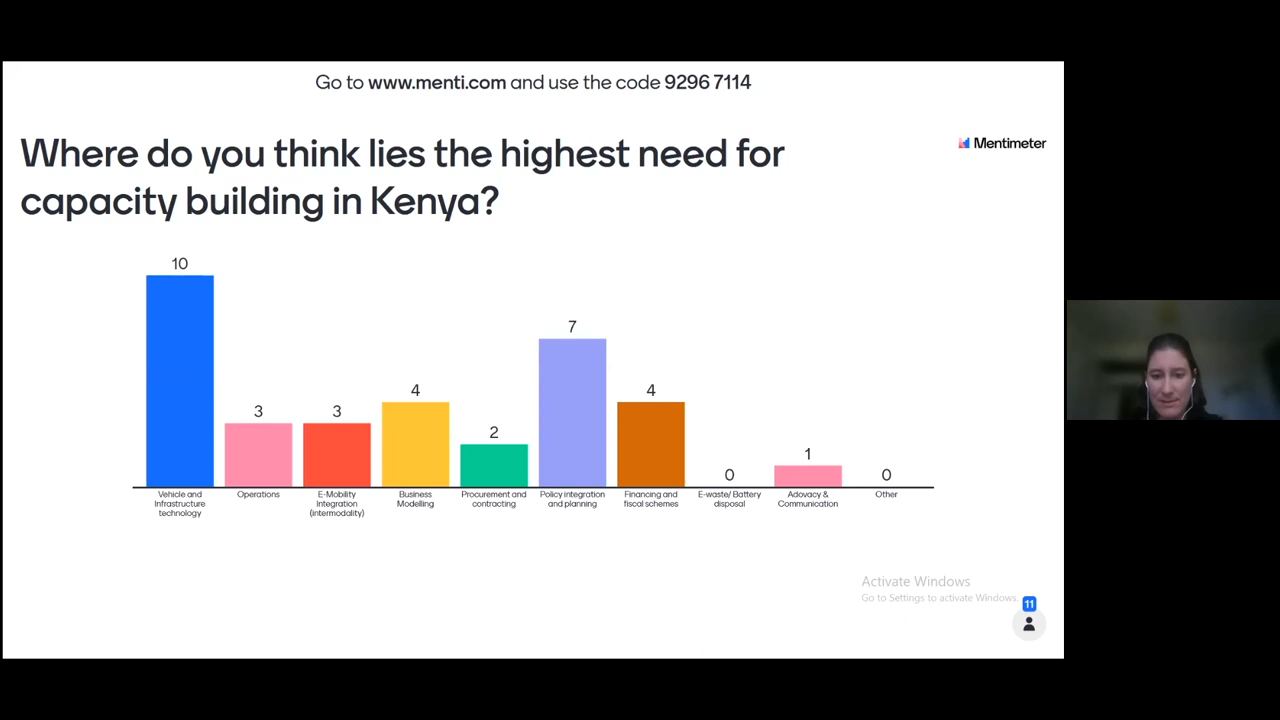 Go to www.menti.com and use the code 9296 7114
Where do you think lies the highest need for
capacity building in Kenya?
Mentimeter
10
3
3
4
2
7
4
0
1
0
Vehicle and
Infrastructure
technology
Operations
E-Mobility
Integration
(intermodality)
Business
Modelling
Procurement and
contracting
Policy integration
and planning
Financing and
fiscal schemes
E-waste/ Battery
disposal
Adovacy &
Communication
Other
Activate Windows
Go to Settings to activate Windows.
11